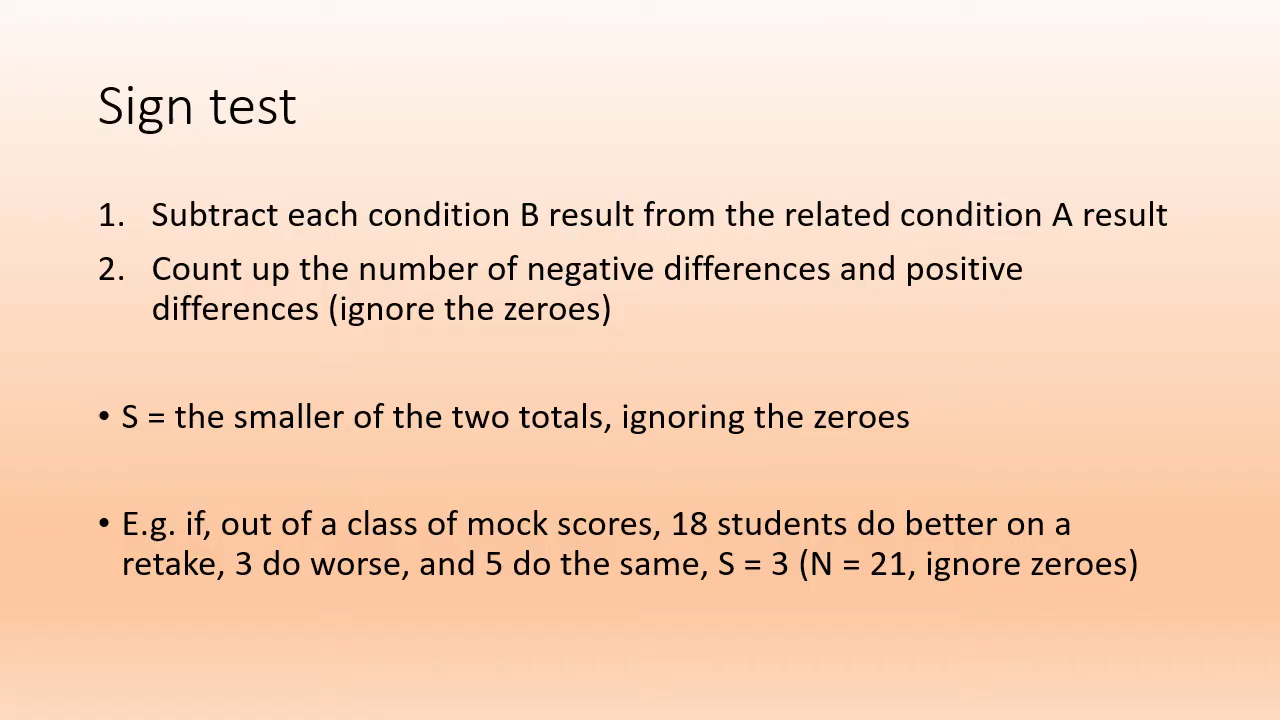 Sign test
1. Subtract each condition B result from the related condition A result
2. Count up the number of negative differences and positive
differences (ignore the zeroes)
• S = the smaller of the two totals, ignoring the zeroes
• E.g. if, out of a class of mock scores, 18 students do better on a
retake, 3 do worse, and 5 do the same, S = 3 (N = 21, ignore zeroes)